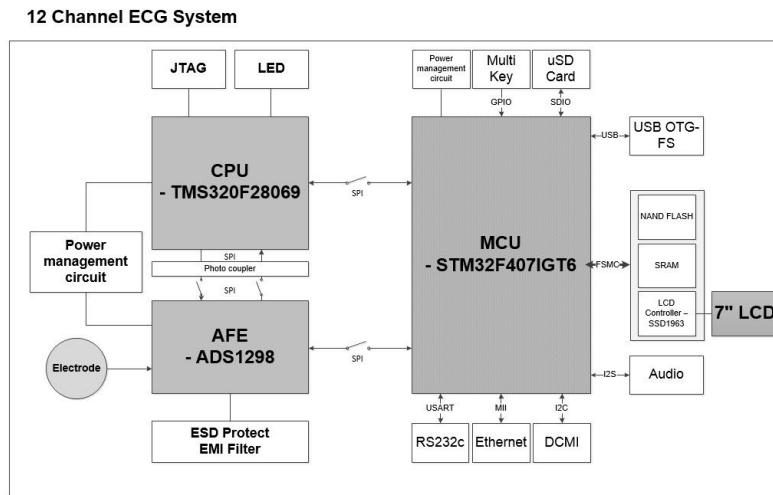 12 Channel ECG System
JTAG
LED
Power
management
circuit
Multi
Key
uSD
Card
GPIO
SDIO
CPU
- TMS320F28069
SPI
USB
USB OTG-
FS
MCU
- STM32F407IGT6
Power
management
circuit
SPI
Photo coupler
SPI
FSMC
NAND FLASH
SRAM
LCD
Controller –
SSD1963
7" LCD
AFE
- ADS1298
SPI
Electrode
I2S
Audio
ESD Protect
EMI Filter
USART
MII
I2C
RS232c
Ethernet
DCMI